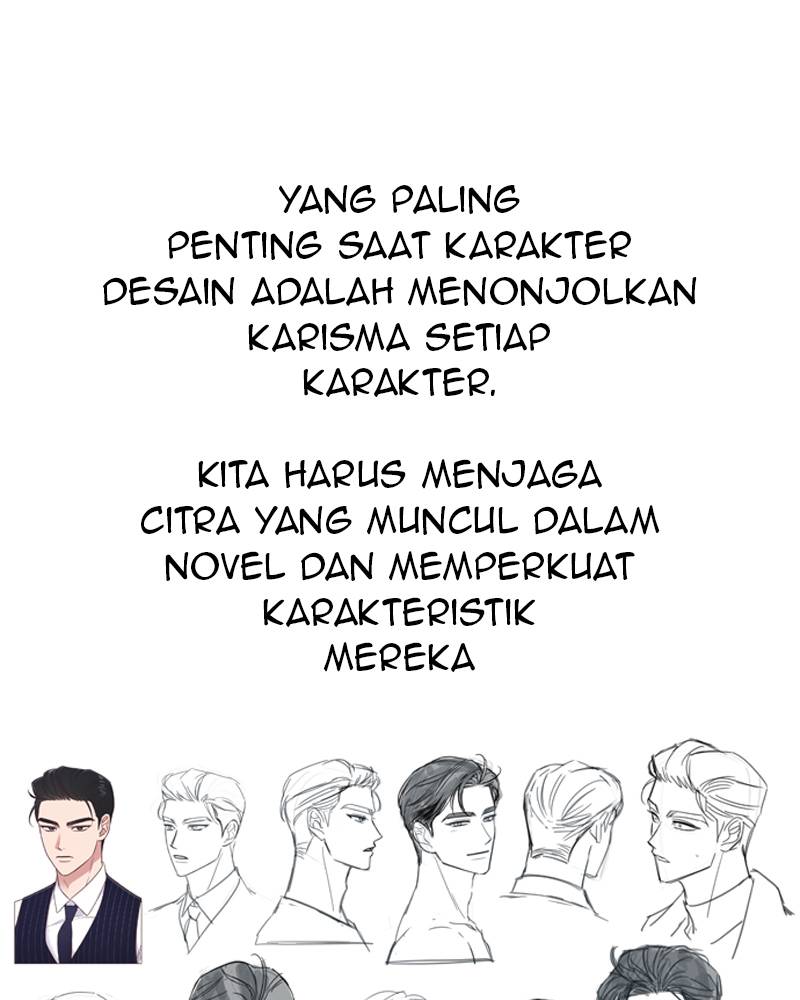 YANG PALING
PENTING SAAT KARAKTER
DESAIN ADALAH MENONJOLKAN
KARISMA SETIAP
KARAKTER.
KITA HARUS MENJAGA
CITRA YANG MUNCUL DALAM
NOVEL DAN MEMPERKUAT
KARAKTERISTIK
MEREKA